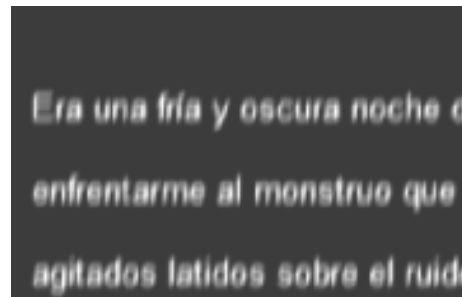 Era una fría y oscura noche
enfrentarme al monstruo que
agitados latidos sobre el